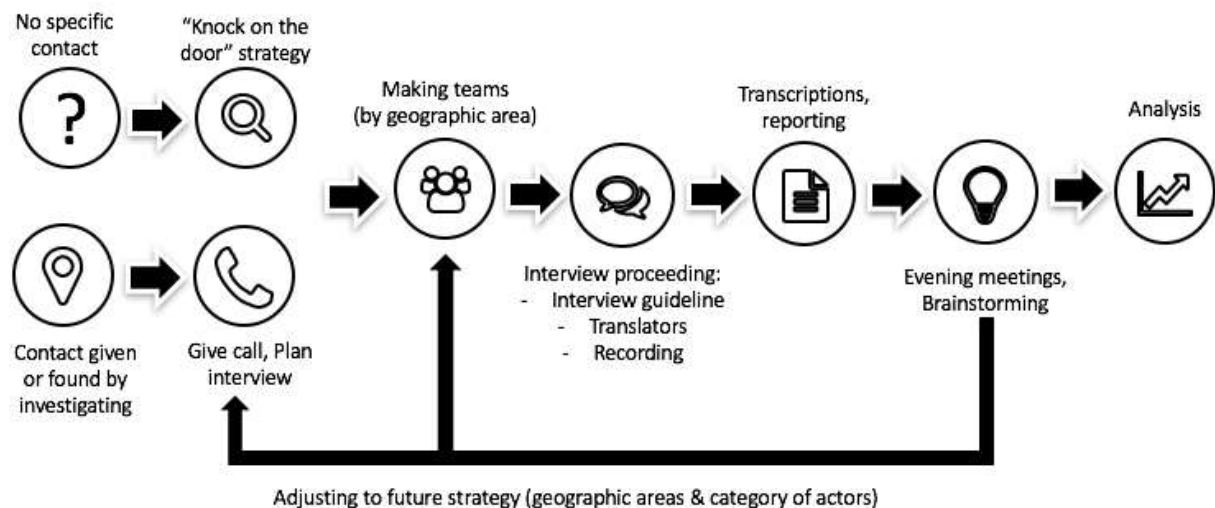 No specific
contact
“Knock on the
door” strategy
?
Making teams
(by geographic area)
Transcriptions,
reporting
Analysis
Contact given
or found by
investigating
Give call, Plan
interview
Interview proceeding:
- Interview guideline
- Translators
- Recording
Evening meetings,
Brainstorming
Adjusting to future strategy (geographic areas & category of actors)